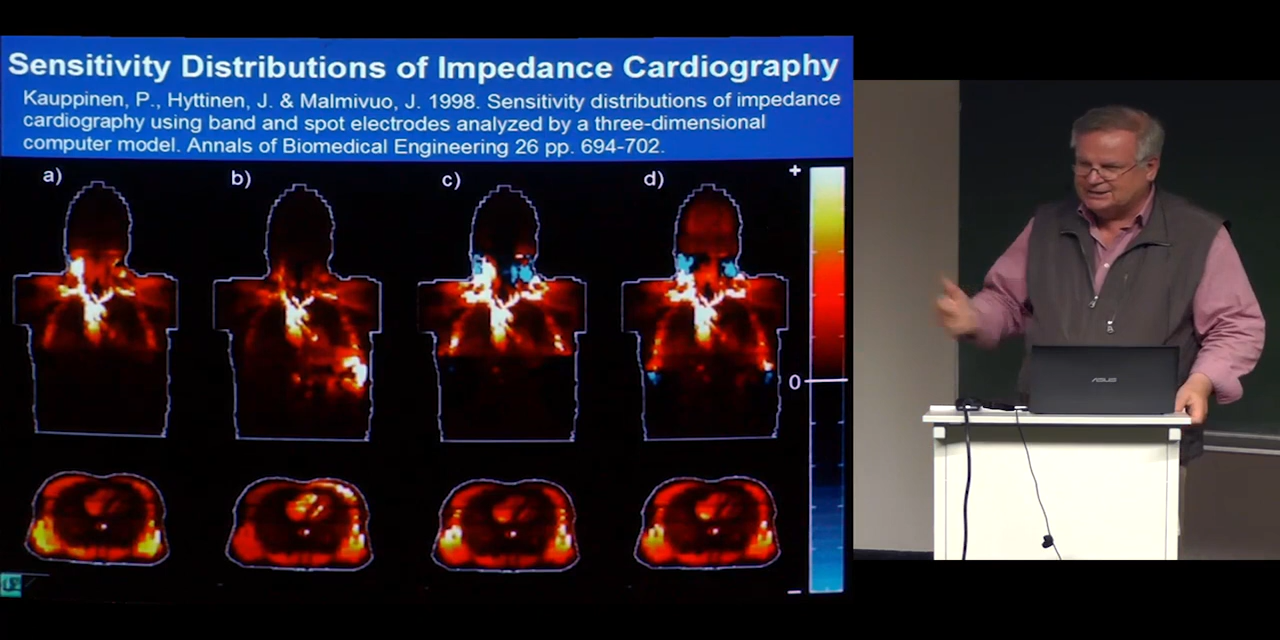 Sensitivity Distributions of Impedance Cardiography
Kauppinen, P., Hyttinen, J. & Malmivuo, J. 1998. Sensitivity distributions of impedance
cardiography using band and spot electrodes analyzed by a three-dimensional
computer model. Annals of Biomedical Engineering 26 pp. 694-702.
a) b) c) d) +
0
−
ASUS